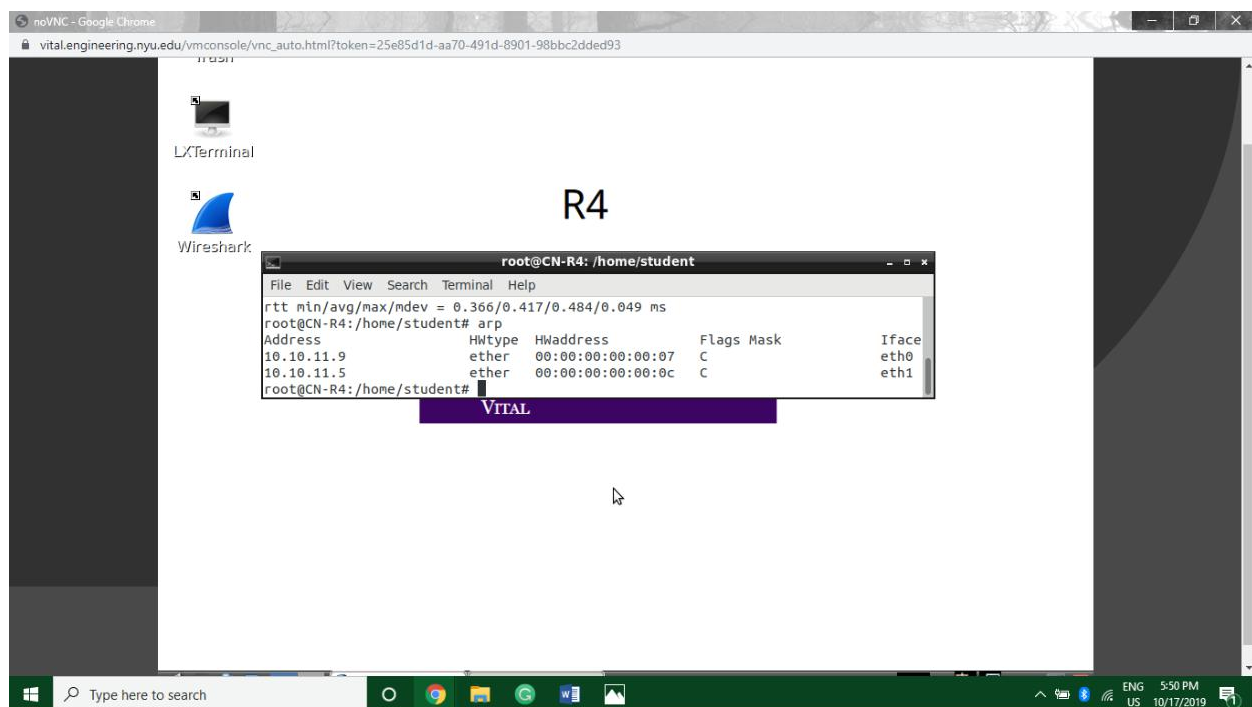 noVNC - Google Chrome
vital.engineering.nyu.edu/vmconsole/vnc_auto.html?token=25e85d1d-aa70-491d-8901-98bbc2dded93
Trash
LXTerminal
R4
Wireshark
root@CN-R4: /home/student
File Edit View Search Terminal Help
rtt min/avg/max/mdev = 0.366/0.417/0.484/0.049 ms
root@CN-R4:/home/student# arp
Address HWtype HWaddress Flags Mask Iface
10.10.11.9 ether 00:00:00:00:00:07 C eth0
10.10.11.5 ether 00:00:00:00:00:0c C eth1
root@CN-R4:/home/student#
VITAL
Type here to search
ENG 5:50 PM
US 10/17/2019
1